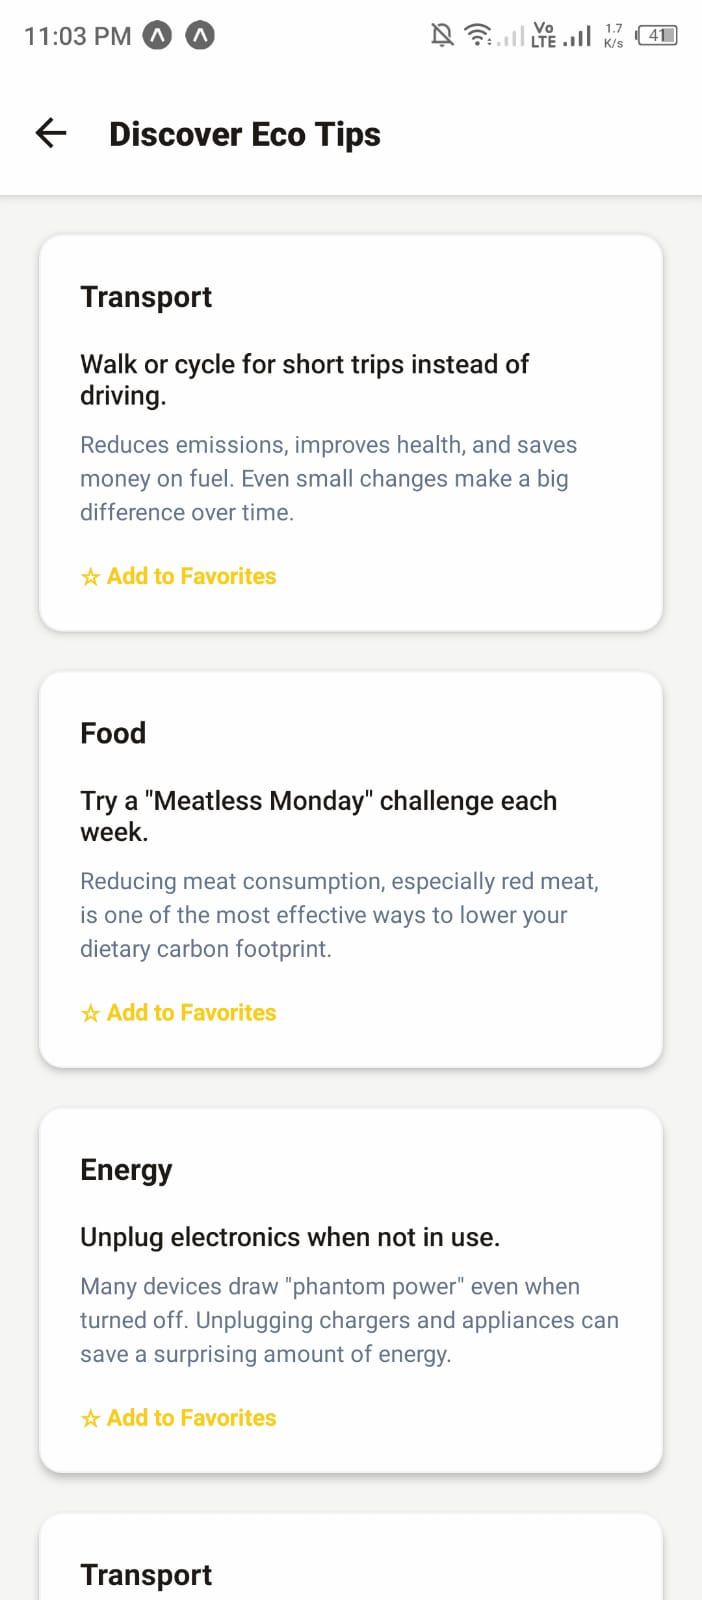 11:03 PM
Vo
LTE
1.7
K/s
41
Discover Eco Tips
Transport
Walk or cycle for short trips instead of
driving.
Reduces emissions, improves health, and saves
money on fuel. Even small changes make a big
difference over time.
☆ Add to Favorites
Food
Try a "Meatless Monday" challenge each
week.
Reducing meat consumption, especially red meat,
is one of the most effective ways to lower your
dietary carbon footprint.
☆ Add to Favorites
Energy
Unplug electronics when not in use.
Many devices draw "phantom power" even when
turned off. Unplugging chargers and appliances can
save a surprising amount of energy.
☆ Add to Favorites
Transport